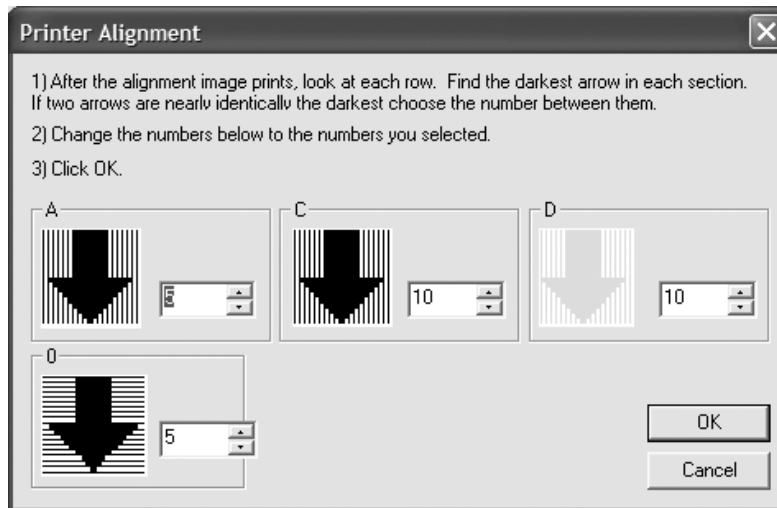 Printer Alignment
1) After the alignment image prints, look at each row. Find the darkest arrow in each section.
If two arrows are nearly identically the darkest choose the number between them.
2) Change the numbers below to the numbers you selected.
3) Click OK.
A C D
5 10 10
0
5
OK
Cancel